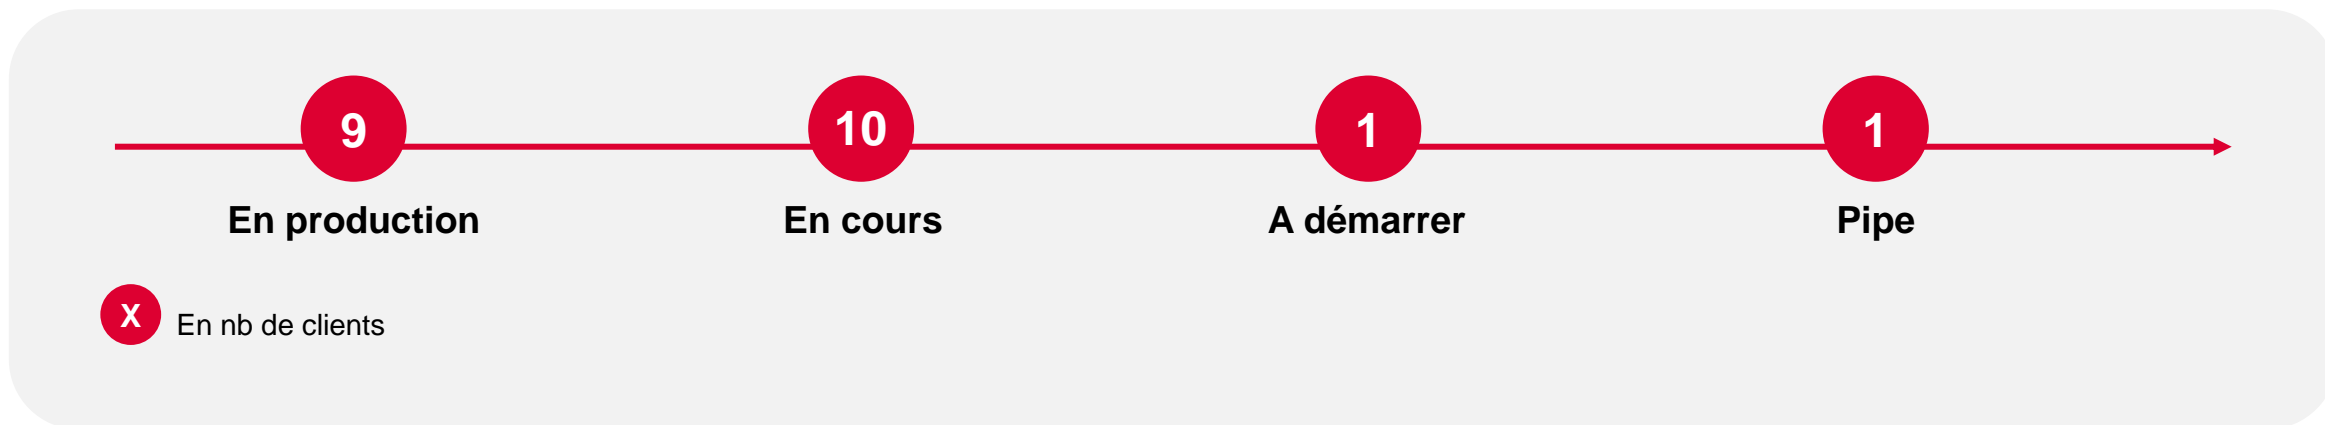 9
10
1
1
En production
En cours
A démarrer
Pipe
X
En nb de clients